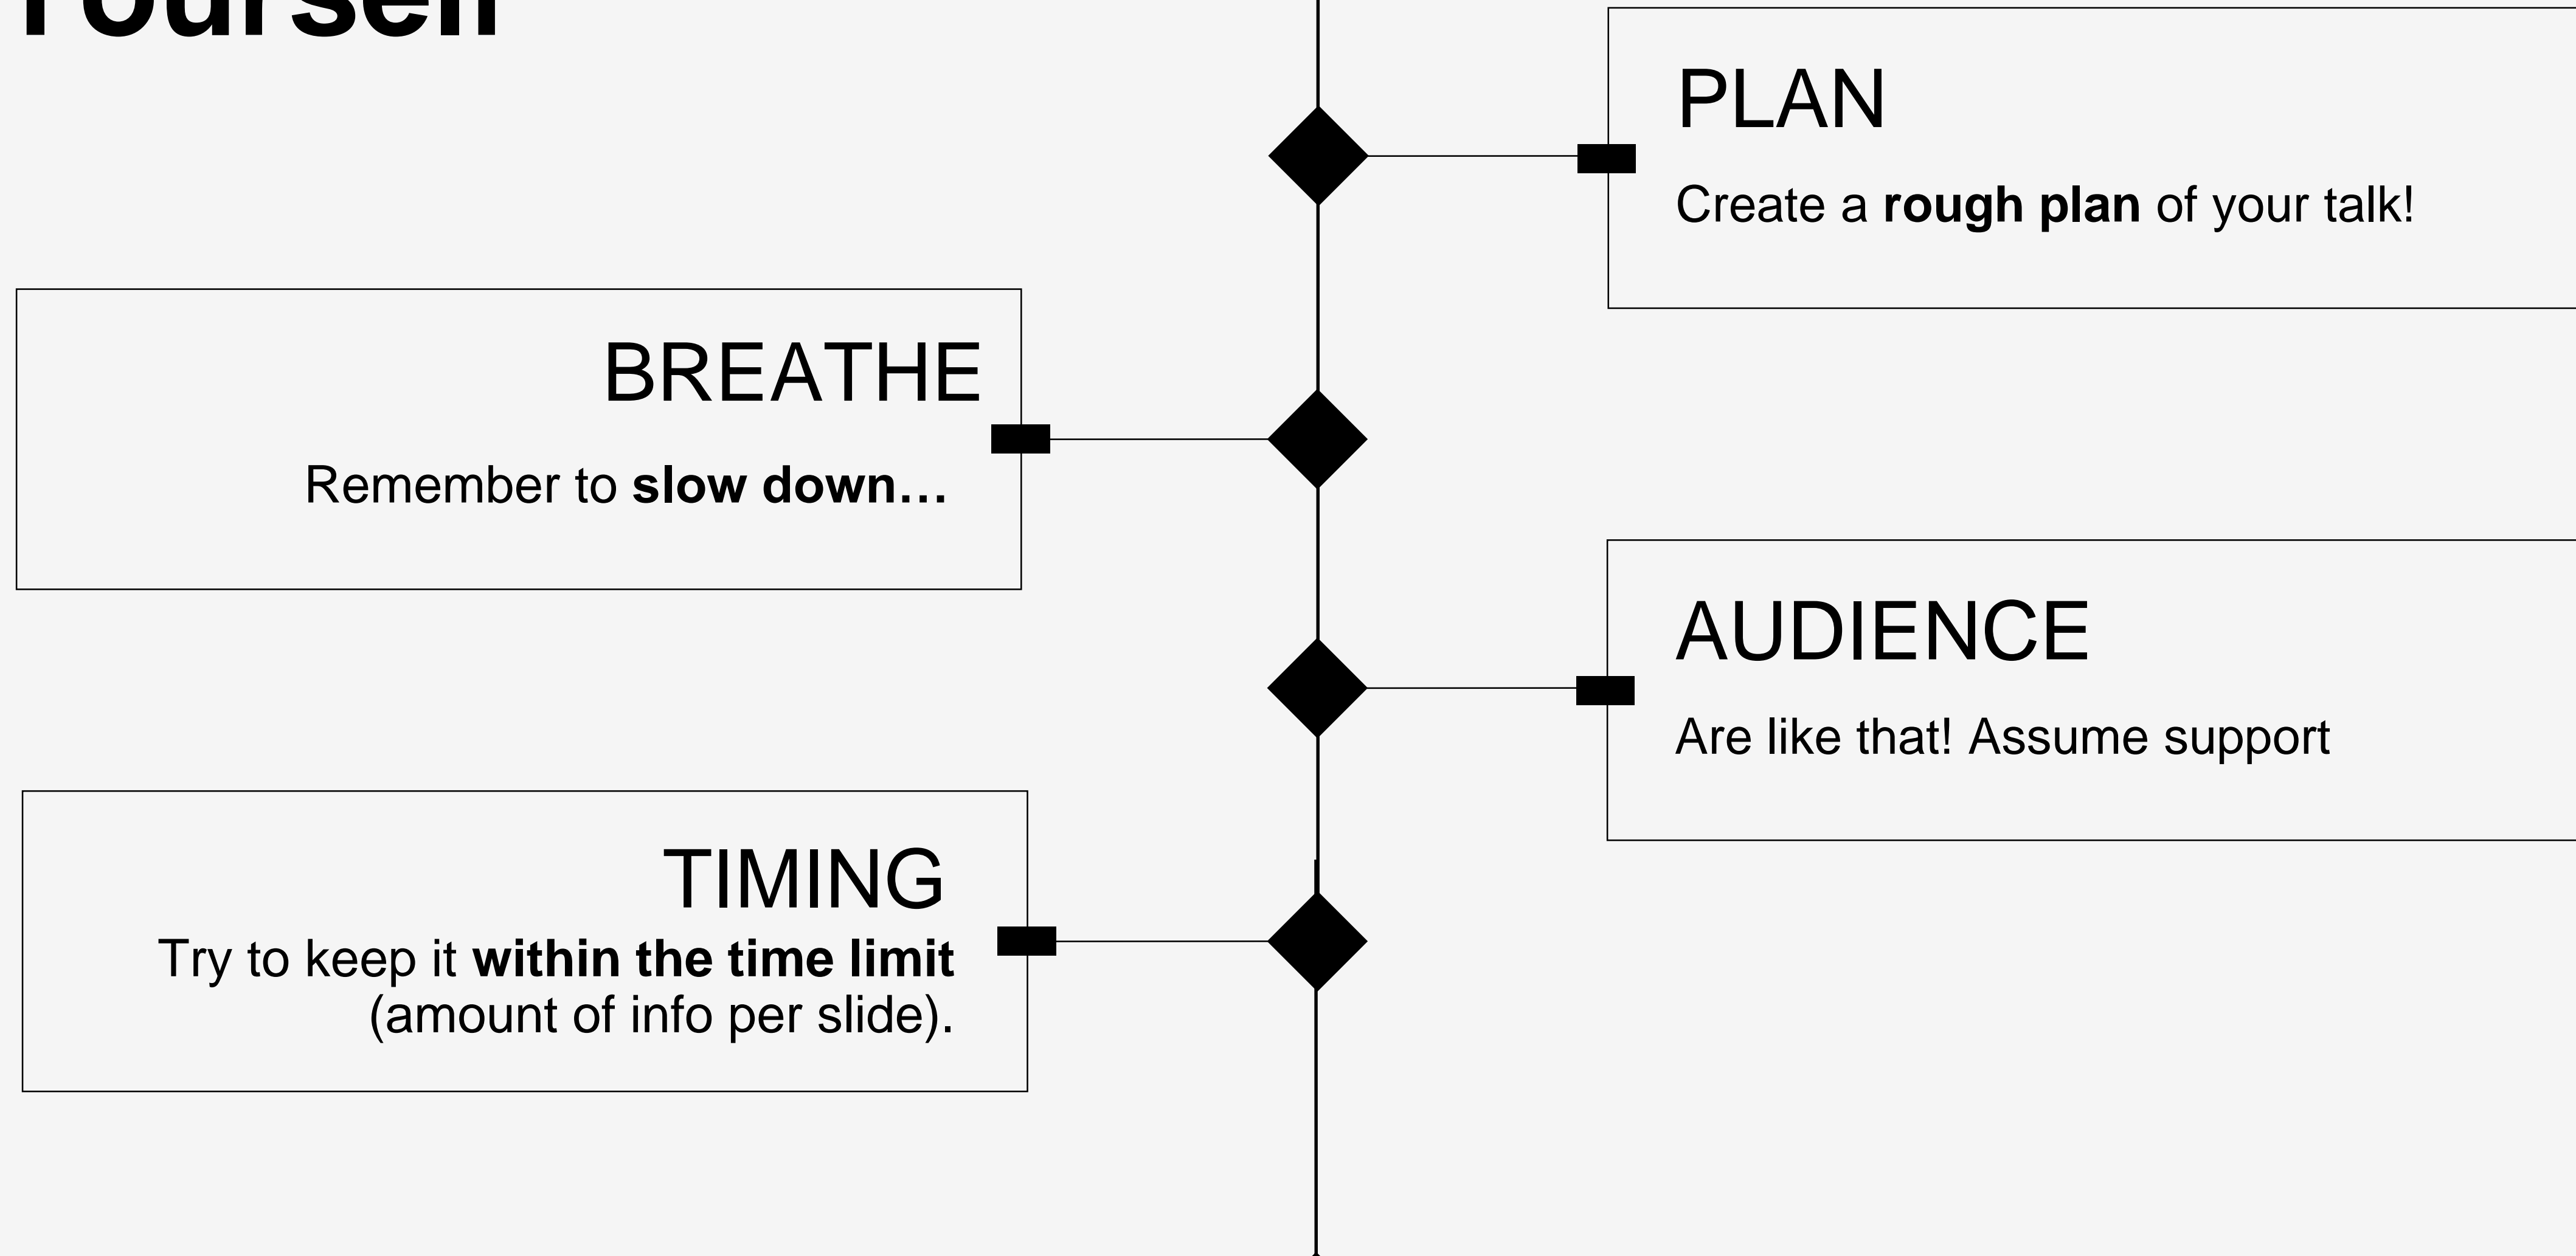 Yourself
PLAN
Create a rough plan of your talk!
BREATHE
Remember to slow down…
AUDIENCE
Are like that! Assume support
TIMING
Try to keep it within the time limit
(amount of info per slide).